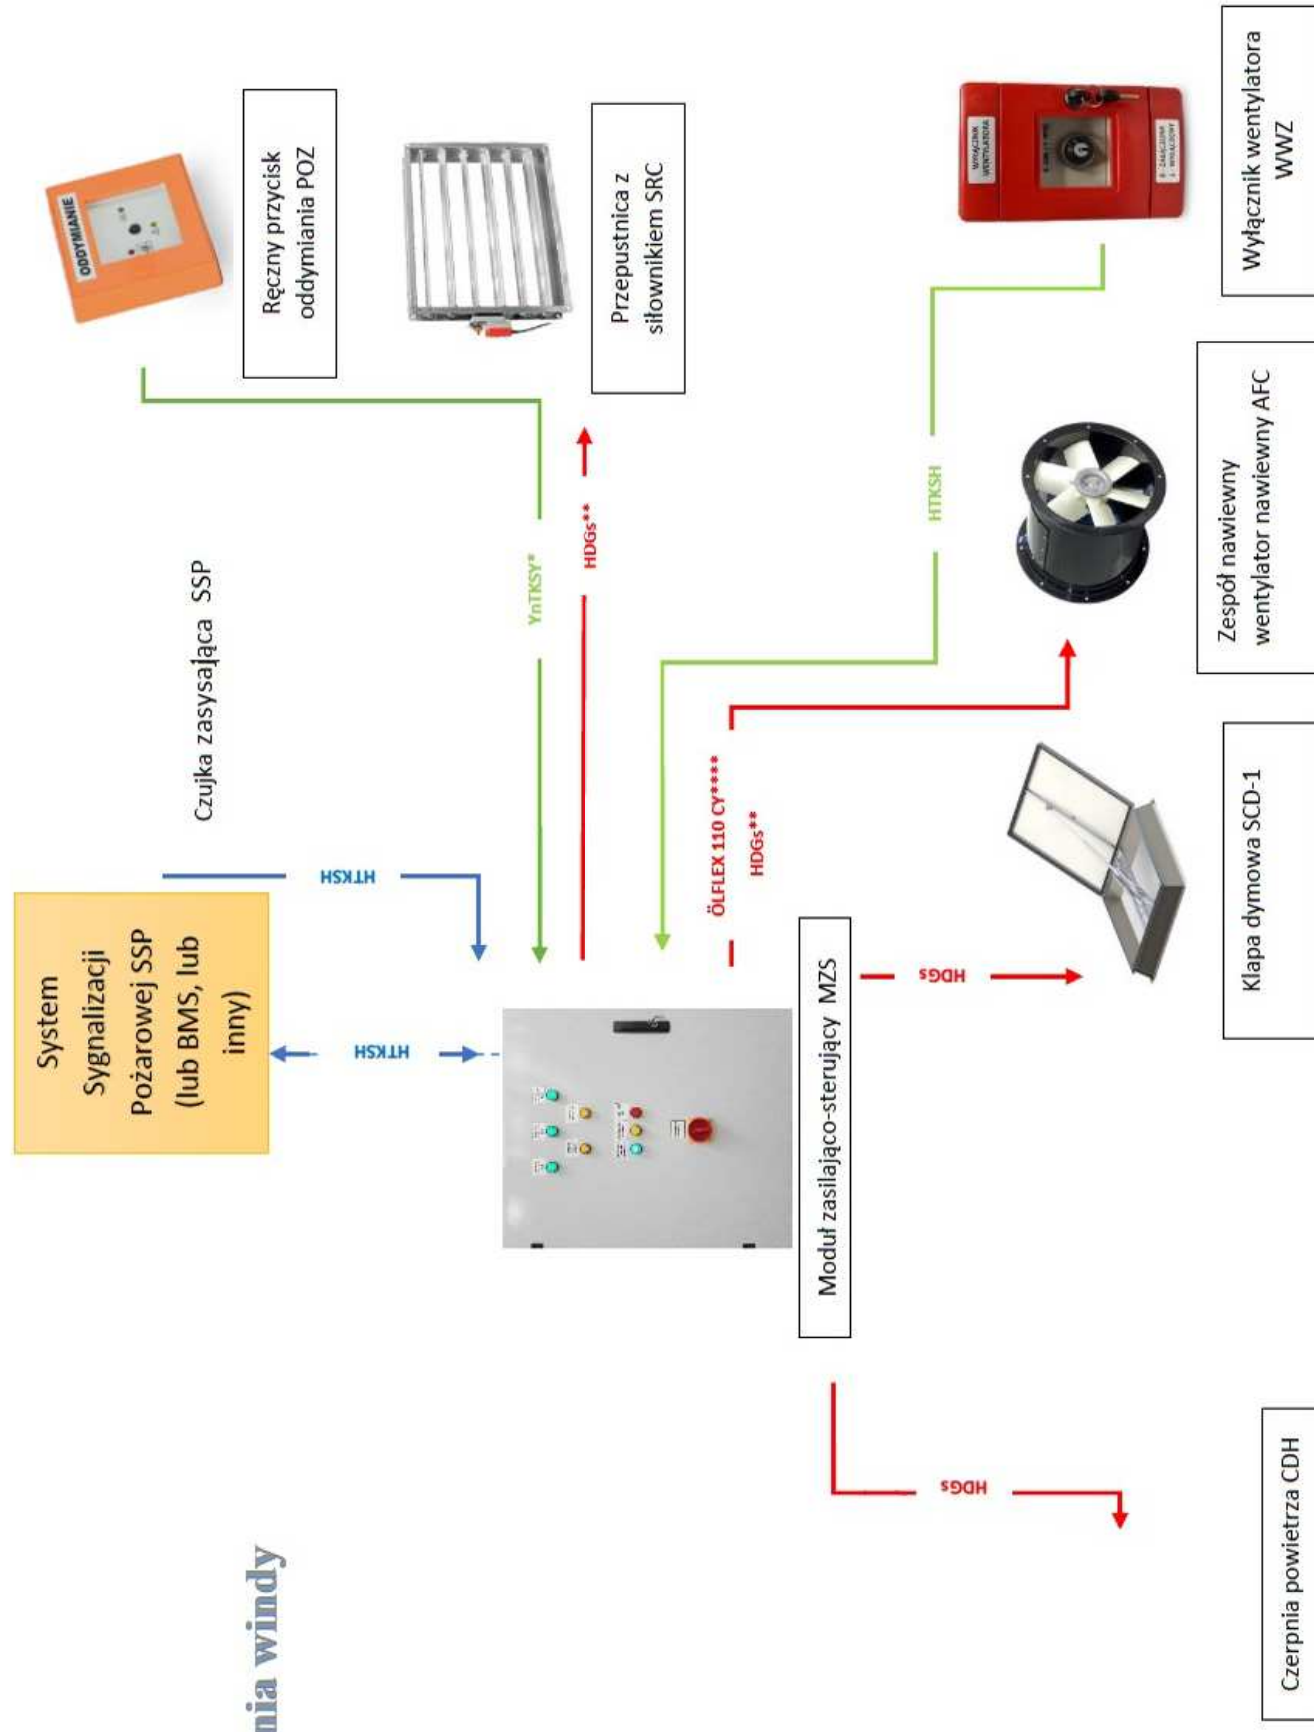 nia windy
System
Sygnalizacji
Pożarowej SSP
(lub BMS, lub
inny)
Czujka zasysająca SSP
ODDYMIANIE
Ręczny przycisk
oddymiania POZ
HTKSH
HTKSH
YnTKSY*
HDGs**
Przepustnica z
siłownikiem SRC
Moduł zasilająco-sterujący MZS
ÖLFLEX 110 CY****
HDGs**
HTKSH
WYŁĄCZNIK
WENTYLATORA
HDGs
HDGs
Czerpnia powietrza CDH
Klapa dymowa SCD-1
Zespół nawiewny
wentylator nawiewny AFC
Wyłącznik wentylatora
WWZ